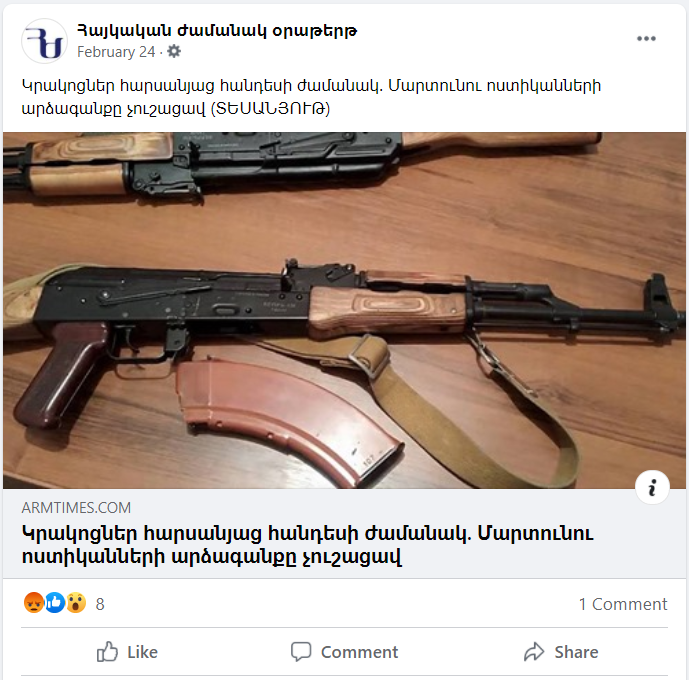 Հայկական ժամանակ օրաթերթ
February 24 ·
Կրակոցներ հարսանյաց հանդեսի ժամանակ. Մարտունու ոստիկանների
արձագանքը չուշացավ (ՏԵՍԱՆՅՈՒԹ)
ARMTIMES.COM
Կրակոցներ հարսանյաց հանդեսի ժամանակ. Մարտունու
ոստիկանների արձագանքը չուշացավ
8
1 Comment
Like
Comment
Share